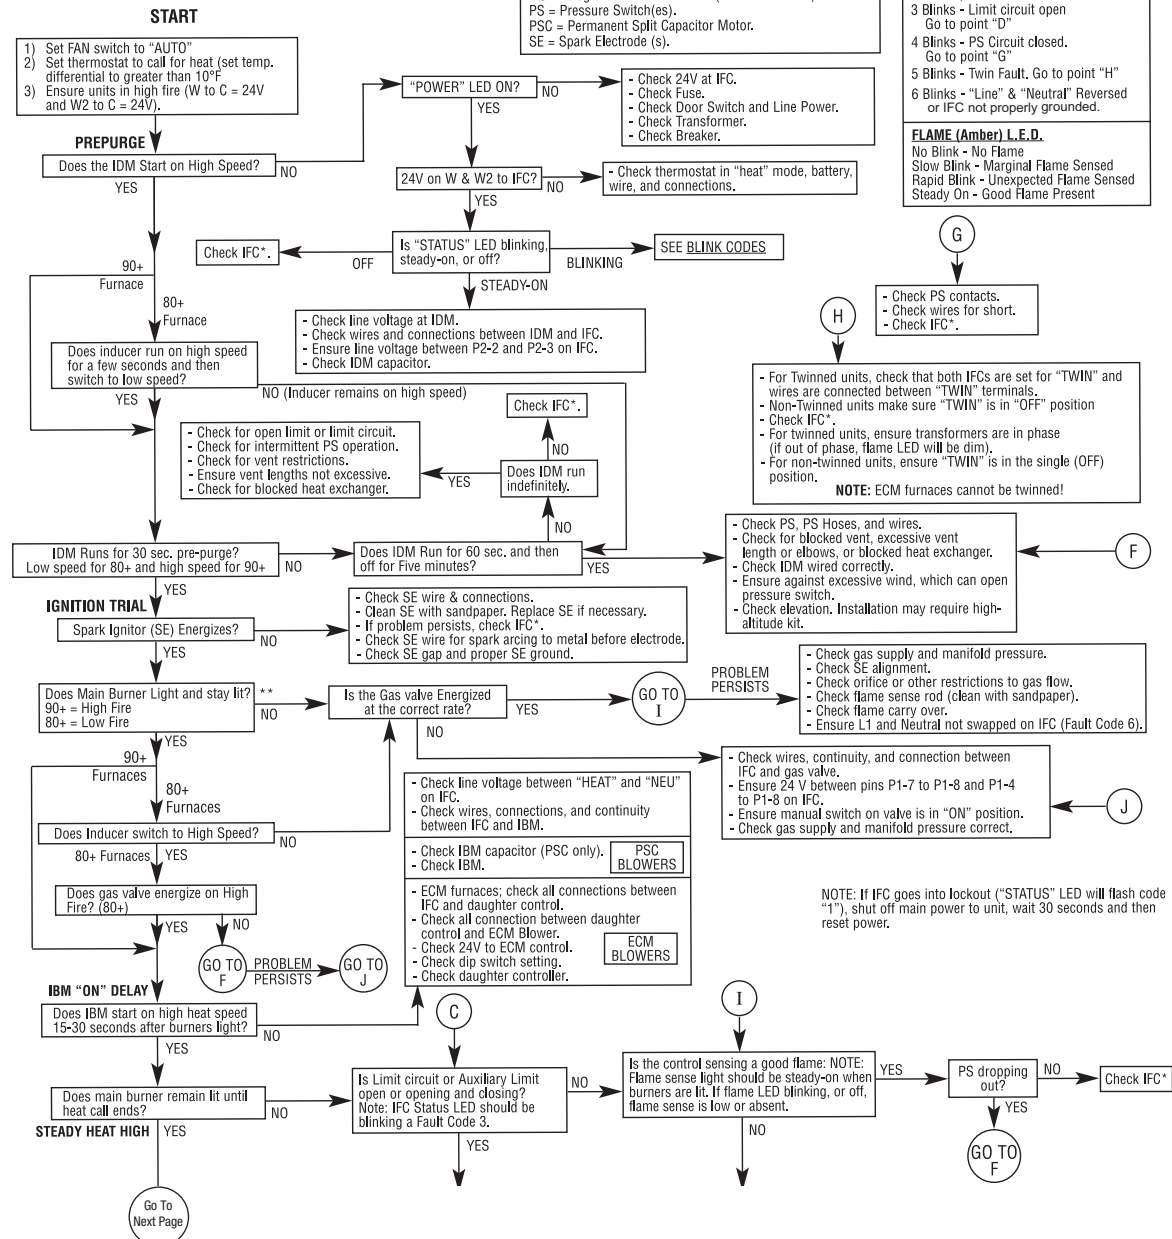 START
1) Set FAN switch to “AUTO”
2) Set thermostat to call for heat (set temp.
differential to greater than 10°F
3) Ensure units in high fire (W to C = 24V
and W2 to C = 24V).
PS = Pressure Switch(es).
PSC = Permanent Split Capacitor Motor.
SE = Spark Electrode (s).
3 Blinks - Limit circuit open
Go to point “D”
4 Blinks - PS Circuit closed.
Go to point “G”
5 Blinks - Twin Fault. Go to point “H”
6 Blinks - “Line” & “Neutral” Reversed
or IFC not properly grounded.
FLAME (Amber) L.E.D.
No Blink - No Flame
Slow Blink - Marginal Flame Sensed
Rapid Blink - Unexpected Flame Sensed
Steady On - Good Flame Present
“POWER” LED ON?
NO
YES
- Check 24V at IFC.
- Check Fuse.
- Check Door Switch and Line Power.
- Check Transformer.
- Check Breaker.
PREPURGE
Does the IDM Start on High Speed?
NO
YES
24V on W & W2 to IFC?
NO
YES
- Check thermostat in “heat” mode, battery,
wire, and connections.
Check IFC*.
OFF
Is “STATUS” LED blinking,
steady-on, or off?
BLINKING
SEE BLINK CODES
STEADY-ON
G
- Check PS contacts.
- Check wires for short.
- Check IFC*.
90+
Furnace
80+
Furnace
- Check line voltage at IDM.
- Check wires and connections between IDM and IFC.
- Ensure line voltage between P2-2 and P2-3 on IFC.
- Check IDM capacitor.
H
Does inducer run on high speed
for a few seconds and then
switch to low speed?
YES
NO (Inducer remains on high speed)
- For Twinned units, check that both IFCs are set for “TWIN” and
wires are connected between “TWIN” terminals.
- Non-Twinned units make sure “TWIN” is in “OFF” position
- Check IFC*.
- For twinned units, ensure transformers are in phase
(if out of phase, flame LED will be dim).
- For non-twinned units, ensure “TWIN” is in the single (OFF)
position.
NOTE: ECM furnaces cannot be twinned!
Check IFC*.
NO
- Check for open limit or limit circuit.
- Check for intermittent PS operation.
- Check for vent restrictions.
- Ensure vent lengths not excessive.
- Check for blocked heat exchanger.
YES
Does IDM run
indefinitely.
NO
IDM Runs for 30 sec. pre-purge?
Low speed for 80+ and high speed for 90+
NO
YES
Does IDM Run for 60 sec. and then
off for Five minutes?
YES
- Check PS, PS Hoses, and wires.
- Check for blocked vent, excessive vent
length or elbows, or blocked heat exchanger.
- Check IDM wired correctly.
- Ensure against excessive wind, which can open
pressure switch.
- Check elevation. Installation may require high-
altitude kit.
F
IGNITION TRIAL
Spark Ignitor (SE) Energizes?
NO
YES
- Check SE wire & connections.
- Clean SE with sandpaper. Replace SE if necessary.
- If problem persists, check IFC*.
- Check SE wire for spark arcing to metal before electrode.
- Check SE gap and proper SE ground.
Does Main Burner Light and stay lit?
90+ = High Fire
80+ = Low Fire
**
NO
YES
Is the Gas valve Energized
at the correct rate?
YES
NO
GO TO
I
PROBLEM
PERSISTS
- Check gas supply and manifold pressure.
- Check SE alignment.
- Check orifice or other restrictions to gas flow.
- Check flame sense rod (clean with sandpaper).
- Check flame carry over.
- Ensure L1 and Neutral not swapped on IFC (Fault Code 6).
90+
Furnaces
80+
Furnaces
- Check wires, continuity, and connection between
IFC and gas valve.
- Ensure 24 V between pins P1-7 to P1-8 and P1-4
to P1-8 on IFC.
- Ensure manual switch on valve is in “ON” position.
- Check gas supply and manifold pressure correct.
J
Does Inducer switch to High Speed?
NO
80+ Furnaces YES
- Check line voltage between “HEAT” and “NEU”
on IFC.
- Check wires, connections, and continuity
between IFC and IBM.
- Check IBM capacitor (PSC only).
- Check IBM.
PSC
BLOWERS
- ECM furnaces; check all connections between
IFC and daughter control.
- Check all connection between daughter
control and ECM Blower.
- Check 24V to ECM control.
- Check dip switch setting.
- Check daughter controller.
ECM
BLOWERS
Does gas valve energize on High
Fire? (80+)
YES
NO
GO TO
F
PROBLEM
PERSISTS
GO TO
J
NOTE: If IFC goes into lockout (“STATUS” LED will flash code
“1”), shut off main power to unit, wait 30 seconds and then
reset power.
IBM “ON” DELAY
Does IBM start on high heat speed
15-30 seconds after burners light?
NO
YES
C
I
Does main burner remain lit until
heat call ends?
NO
Is Limit circuit or Auxiliary Limit
open or opening and closing?
Note: IFC Status LED should be
blinking a Fault Code 3.
NO
YES
Is the control sensing a good flame: NOTE:
Flame sense light should be steady-on when
burners are lit. If flame LED blinking, or off,
flame sense is low or absent.
YES
NO
PS dropping
out?
NO
YES
Check IFC*
GO TO
F
STEADY HEAT HIGH
YES
Go To
Next Page